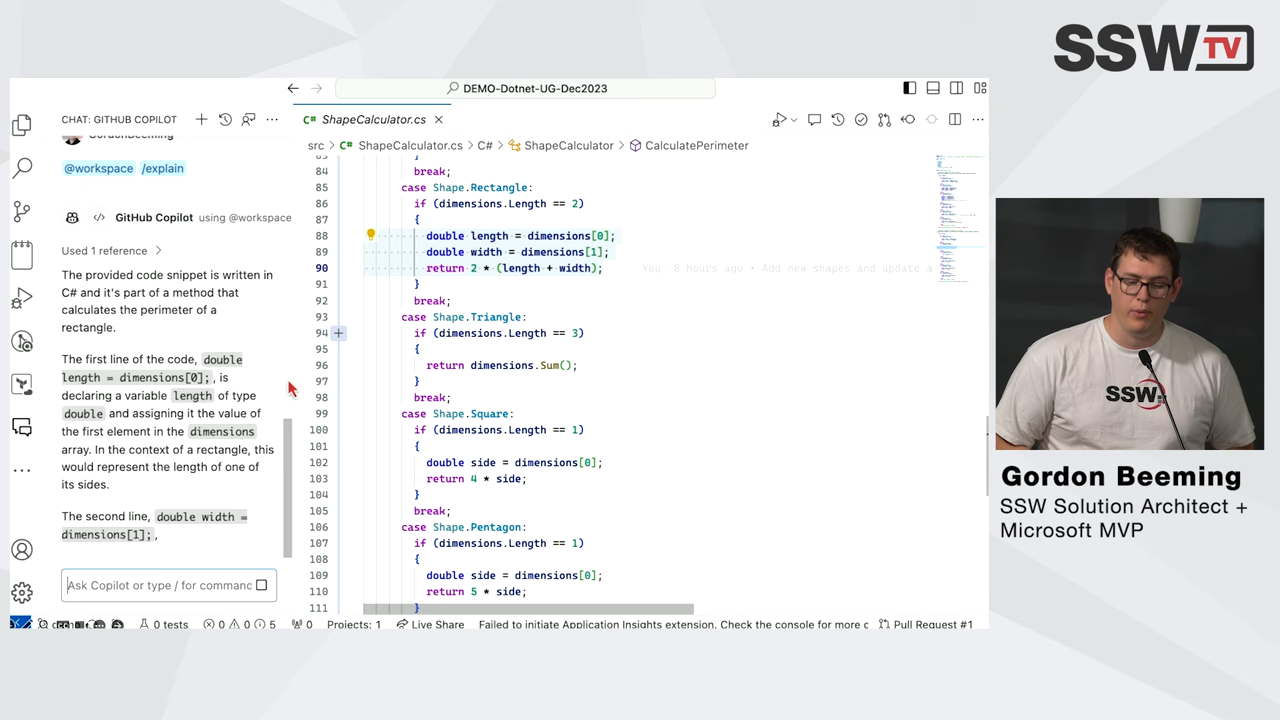 SSW TV
DEMO-Dotnet-UG-Dec2023
CHAT: GITHUB COPILOT
ShapeCalculator.cs
src > ShapeCalculator.cs > C# > ShapeCalculator > CalculatePerimeter
GordonBeeming
@workspace /explain
GitHub Copilot using @workspace
1 reference
The provided code snippet is written in
C# and it's part of a method that
calculates the perimeter of a
rectangle.
The first line of the code, double
length = dimensions[0];, is
declaring a variable length of type
double and assigning it the value of
the first element in the dimensions
array. In the context of a rectangle, this
would represent the length of one of
its sides.
The second line, double width =
dimensions[1];,
Ask Copilot or type / for commanc
83 }
84 break;
85 case Shape.Rectangle:
86 if (dimensions.Length == 2)
87 {
88 double length = dimensions[0];
89 double width = dimensions[1];
90 return 2 * (length + width); You, hours ago • Add new shapes and update a
91 }
92 break;
93 case Shape.Triangle:
94 if (dimensions.Length == 3)
95 {
96 return dimensions.Sum();
97 }
98 break;
99 case Shape.Square:
100 if (dimensions.Length == 1)
101 {
102 double side = dimensions[0];
103 return 4 * side;
104 }
105 break;
106 case Shape.Pentagon:
107 if (dimensions.Length == 1)
108 {
109 double side = dimensions[0];
110 return 5 * side;
111 }
0 tests 0 0 5 0 Projects: 1 Live Share Failed to initiate Application Insights extension. Check the console for more c Pull Request #1
SSW
Gordon Beeming
SSW Solution Architect +
Microsoft MVP